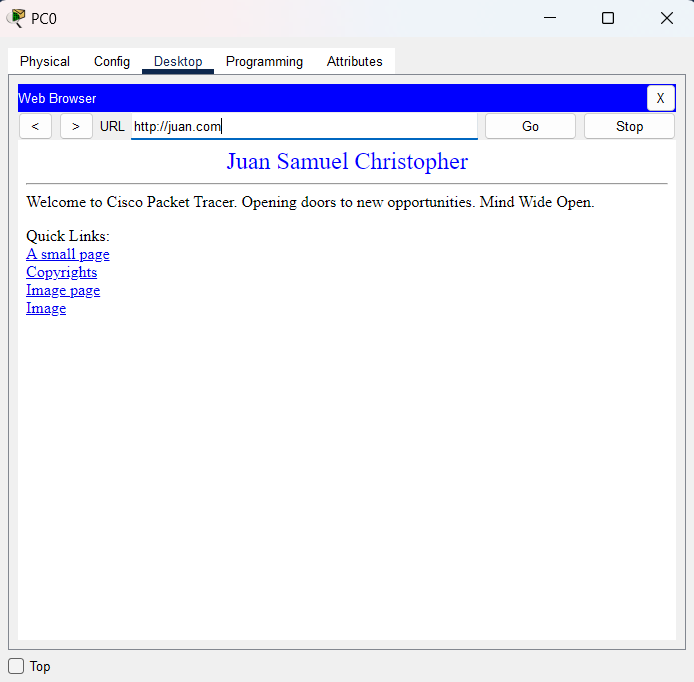 PC0
Physical Config Desktop Programming Attributes
Web Browser X
< > URL http://juan.com Go Stop
Juan Samuel Christopher
Welcome to Cisco Packet Tracer. Opening doors to new opportunities. Mind Wide Open.
Quick Links:
A small page
Copyrights
Image page
Image
Top